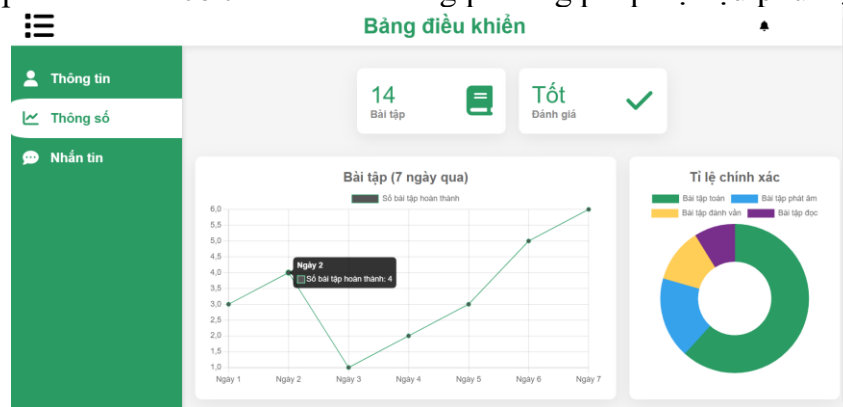 Bảng điều khiển
Thông tin
Thông số
Nhắn tin
14
Bài tập
Tốt
Đánh giá
Bài tập (7 ngày qua)
Số bài tập hoàn thành
6,0
5,5
5,0
4,5
4,0
3,5
3,0
2,5
2,0
1,5
1,0
Ngày 2
Số bài tập hoàn thành: 4
Ngày 1 Ngày 2 Ngày 3 Ngày 4 Ngày 5 Ngày 6 Ngày 7
Tỉ lệ chính xác
Bài tập toán Bài tập phát âm
Bài tập đánh vần Bài tập đọc